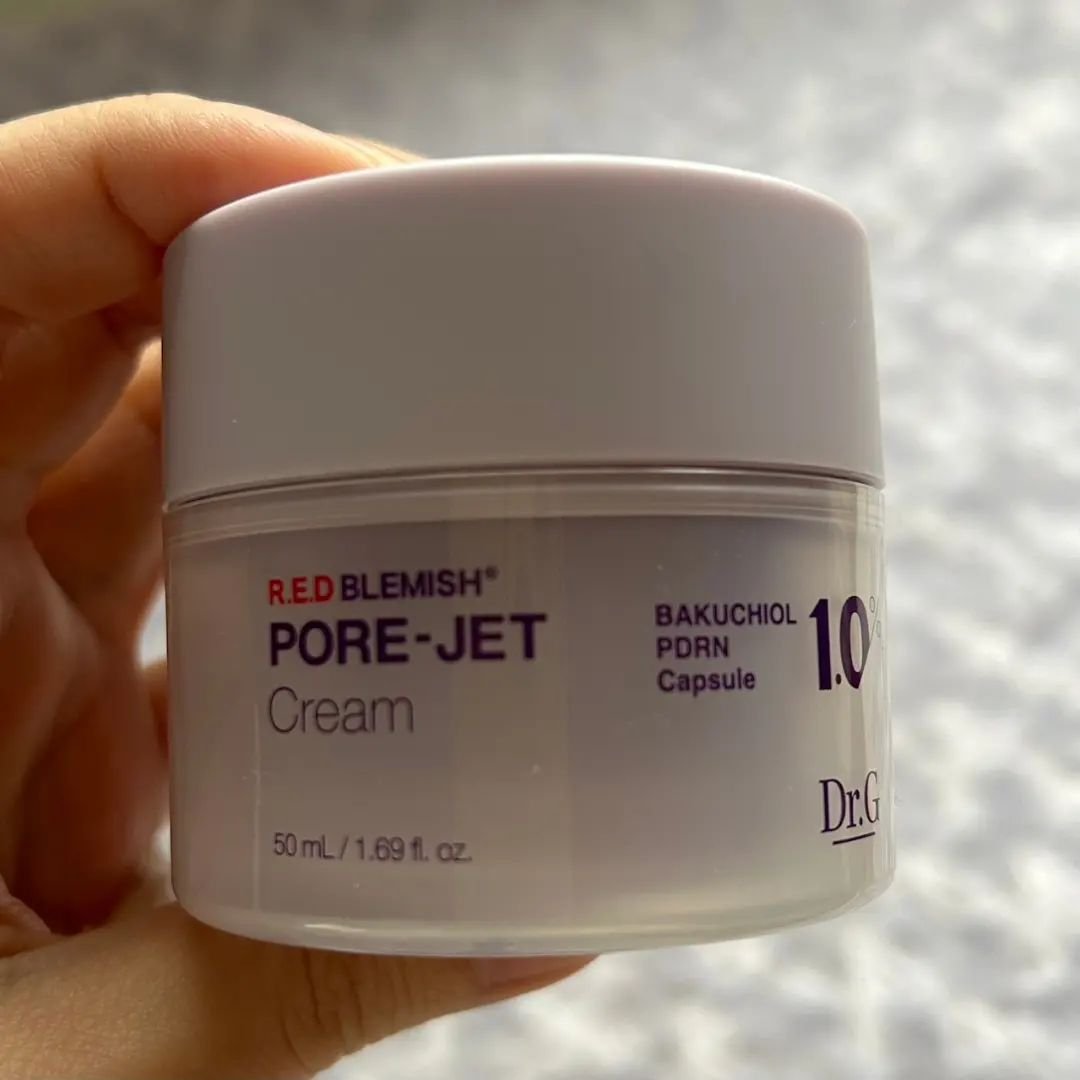 R.E.D BLEMISH®
PORE-JET
Cream
50 mL / 1.69 fl. oz.
BAKUCHIOL
PDRN
Capsule
1.0%
Dr.G